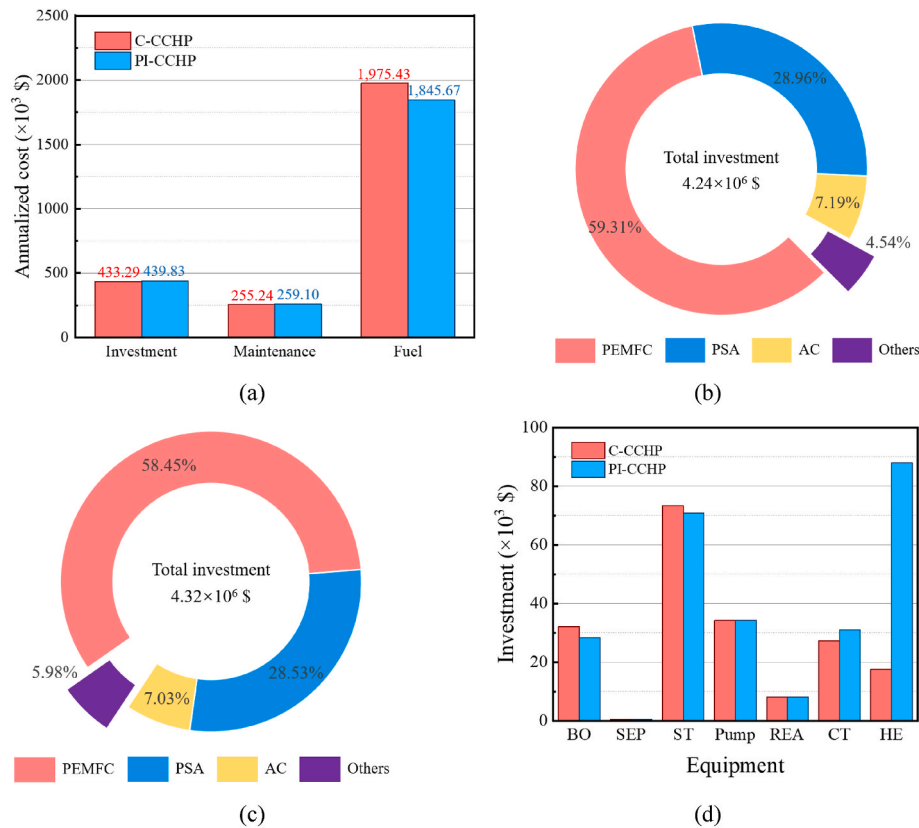 2500
2000
1500
1000
500
0
Annualized cost (×10³ $)
C-CCHP
PI-CCHP
433.29
439.83
255.24
259.10
1,975.43
1,845.67
Investment
Maintenance
Fuel
(a)
28.96%
7.19%
4.54%
59.31%
Total investment
4.24×10⁶ $
PEMFC
PSA
AC
Others
(b)
58.45%
Total investment
4.32×10⁶ $
5.98%
7.03%
28.53%
PEMFC
PSA
AC
Others
(c)
100
80
60
40
20
0
Investment (×10³ $)
C-CCHP
PI-CCHP
BO
SEP
ST
Pump
REA
CT
HE
Equipment
(d)